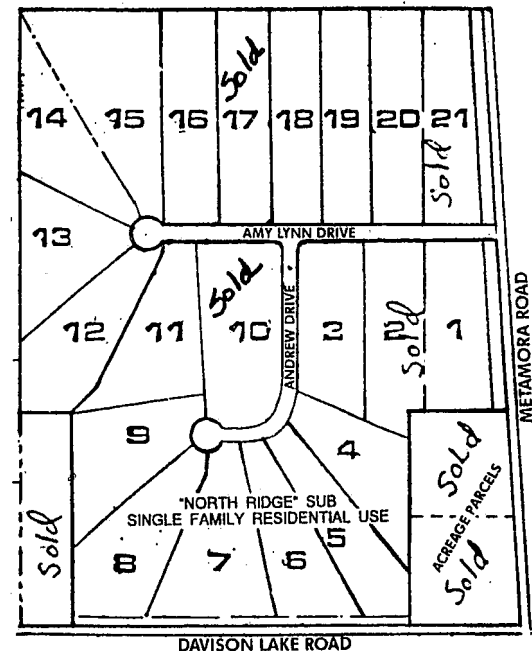 Sold
14 15 16 17 18 19 20 21
Sold
13
AMY LYNN DRIVE
Sold
12 11 10 3 2 1
ANDREW DRIVE
Sold
METAMORA ROAD
9
4
Sold
"NORTH RIDGE" SUB
SINGLE FAMILY RESIDENTIAL USE
ACREAGE PARCELS
Sold
8 7 6 5
Sold
DAVISON LAKE ROAD